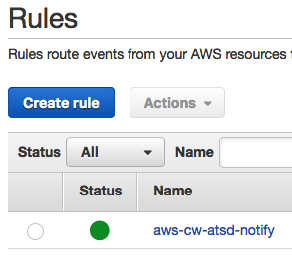 Rules
Rules route events from your AWS resources
Create rule
Actions
Status All Name
Status Name
aws-cw-atsd-notify